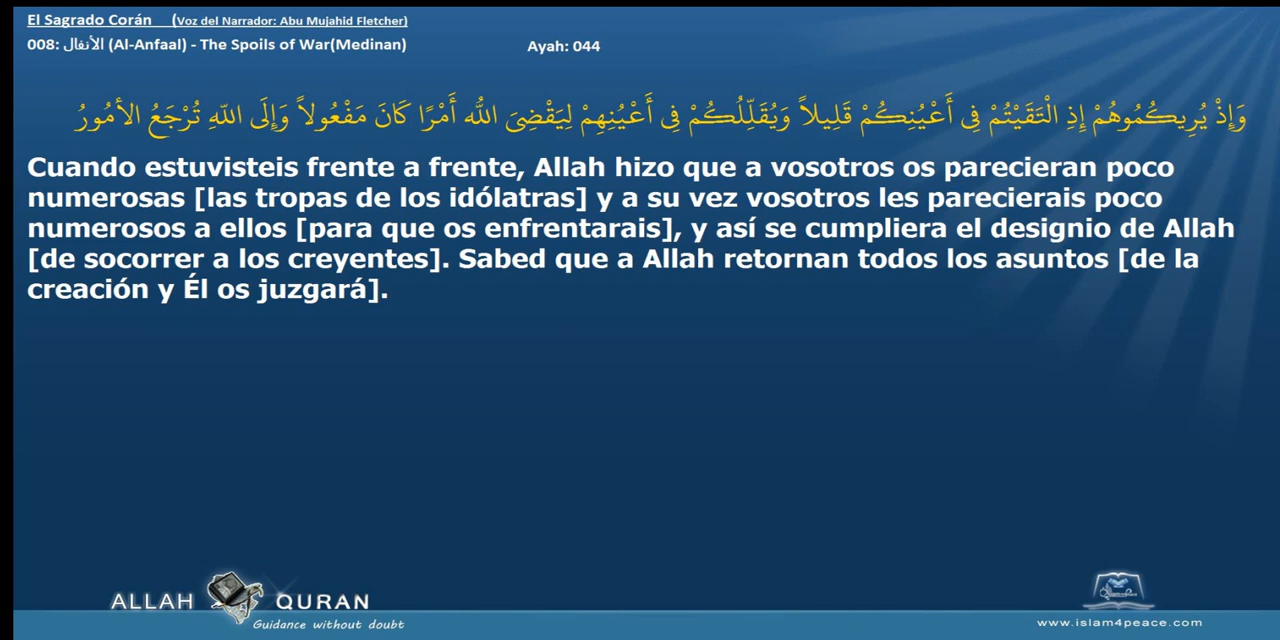 El Sagrado Corán (Voz del Narrador: Abu Mujahid Fletcher)
008: الأنفال (Al-Anfaal) - The Spoils of War(Medinan) Ayah: 044
وَإِذْ يُرِيكُمُوهُمْ إِذِ الْتَقَيْتُمْ فِي أَعْيُنِكُمْ قَلِيلاً وَيُقَلِّلُكُمْ فِي أَعْيُنِهِمْ لِيَقْضِيَ اللّه أَمْرًا كَانَ مَفْعُولاً وَإِلَى اللّهِ تُرْجَعُ الأمُورُ
Cuando estuvisteis frente a frente, Allah hizo que a vosotros os parecieran poco
numerosas [las tropas de los idólatras] y a su vez vosotros les parecierais poco
numerosos a ellos [para que os enfrentarais], y así se cumpliera el designio de Allah
[de socorrer a los creyentes]. Sabed que a Allah retornan todos los asuntos [de la
creación y Él os juzgará].
ALLAH QURAN
Guidance without doubt
www.islam4peace.com